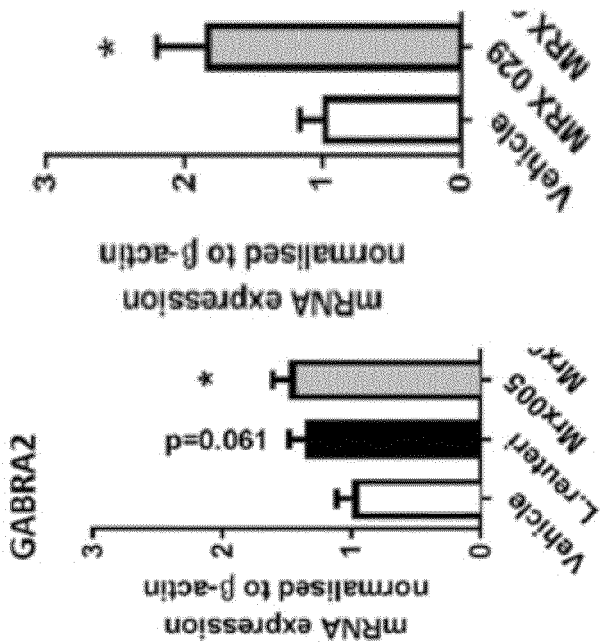 3
2
1
0
*
mRNA expression
normalised to β-actin
Vehicle
MRX 029
MRX
GABRA2
3
2
1
0
p=0.061
*
mRNA expression
normalised to β-actin
Vehicle
L.reuteri
Mrx005